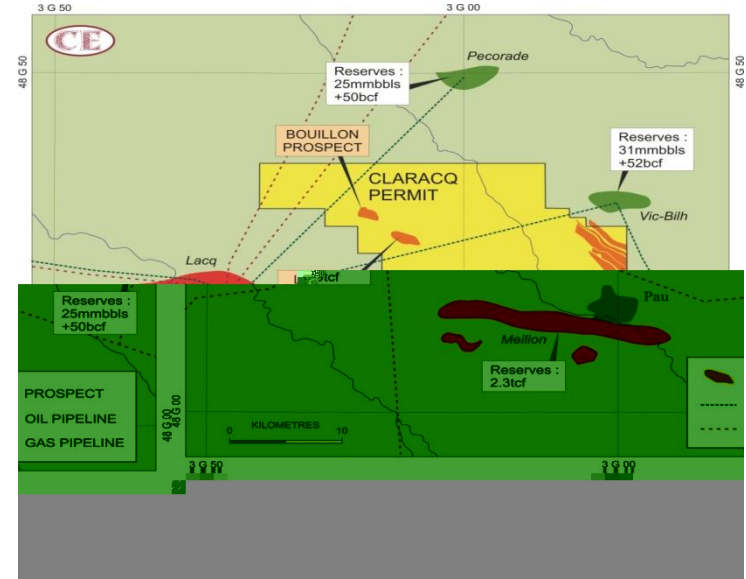 3 G 50
3 G 00
CE
48 G 50
48 G 50
Pecorade
Reserves :
25mmbbls
+50bcf
BOUILLON
PROSPECT
Reserves :
31mmbbls
+52bcf
CLARACQ
PERMIT
Vic-Bilh
Lacq
tcf
Reserves :
25mmbbls
+50bcf
Pau
Meillon
Reserves :
2.3tcf
PROSPECT
OIL PIPELINE
GAS PIPELINE
48 G 00
KILOMETRES
0
10
3 G 50
3 G 00